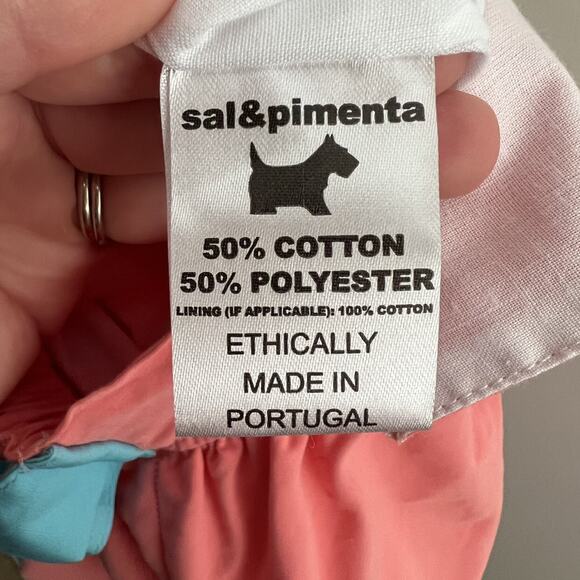 sal&pimenta
50% COTTON
50% POLYESTER
LINING (IF APPLICABLE): 100% COTTON
ETHICALLY
MADE IN
PORTUGAL